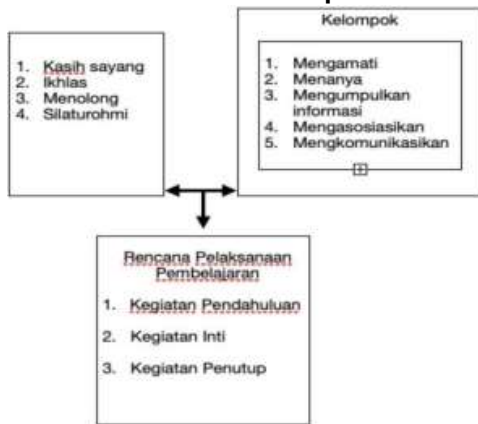 1. Kasih sayang
2. Ikhlas
3. Menolong
4. Silaturohmi
Kelompok
1. Mengamati
2. Menanya
3. Mengumpulkan
informasi
4. Mengasosiasikan
5. Mengkomunikasikan
Rencana Pelaksanaan
Pembelajaran
1. Kegiatan Pendahuluan
2. Kegiatan Inti
3. Kegiatan Penutup